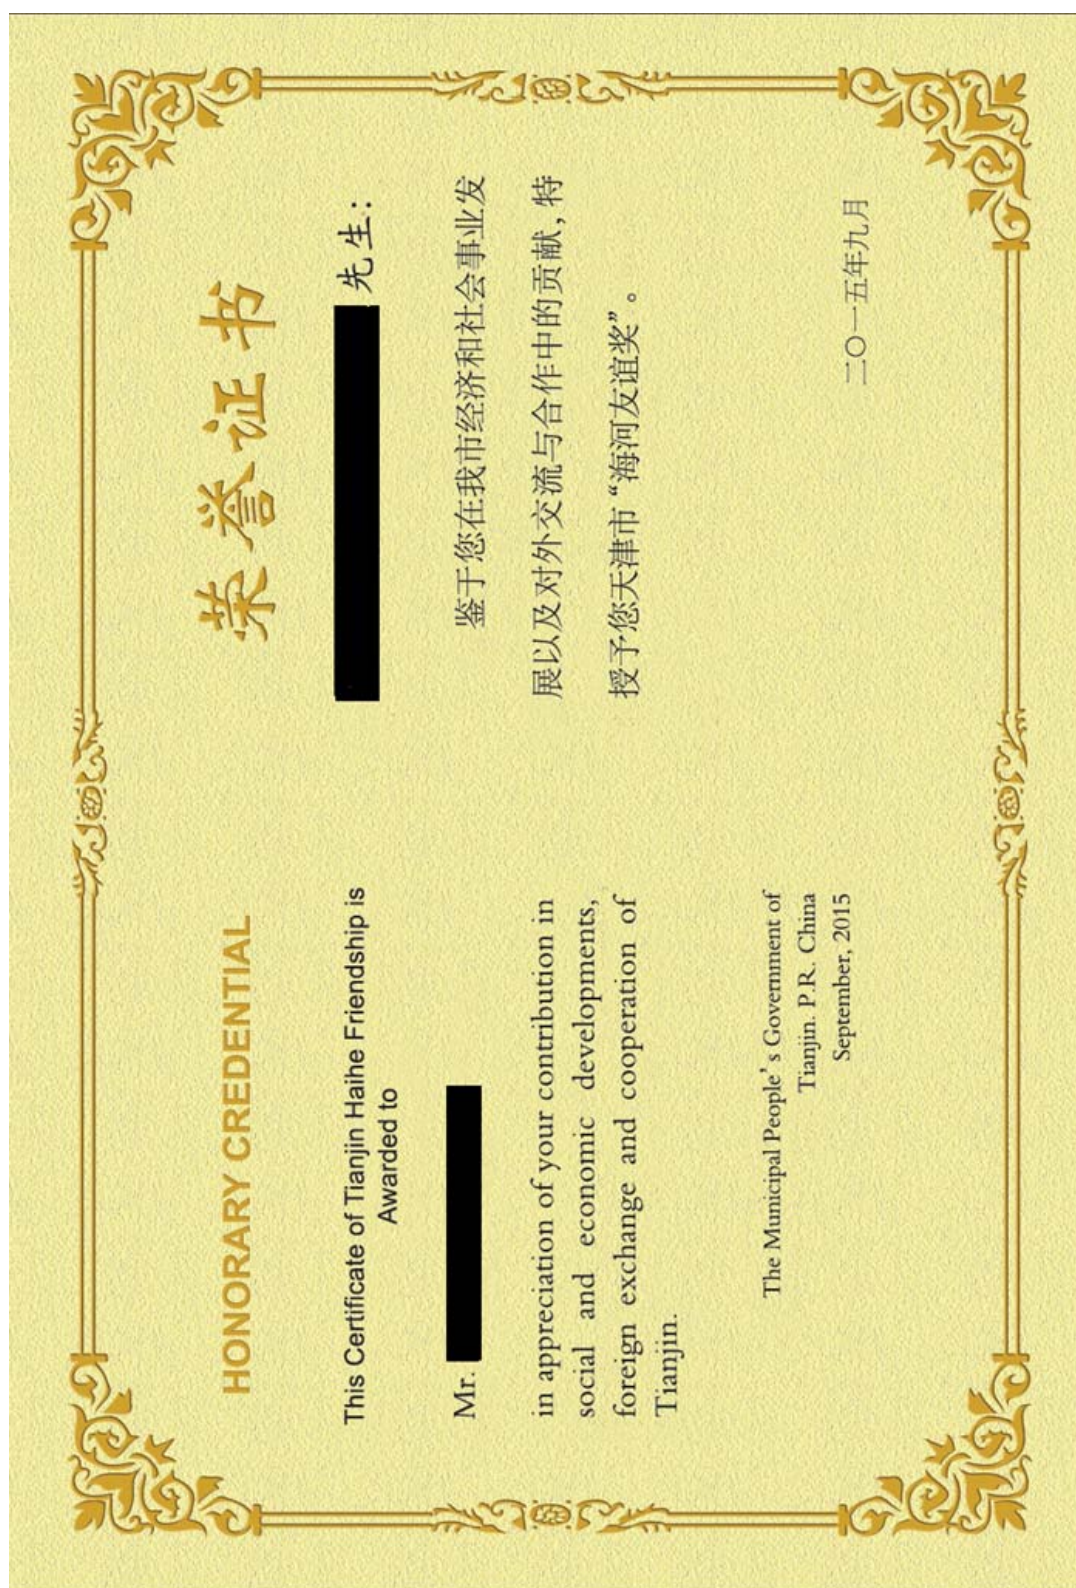 HONORARY CREDENTIAL
This Certificate of Tianjin Haihe Friendship is
Awarded to
Mr.
in appreciation of your contribution in
social and economic developments,
foreign exchange and cooperation of
Tianjin.
The Municipal People's Government of
Tianjin. P.R. China
September, 2015
荣誉证书
先生：
鉴于您在我市经济和社会事业发
展以及对外交流与合作中的贡献，特
授予您天津市“海河友谊奖”。
二〇一五年九月